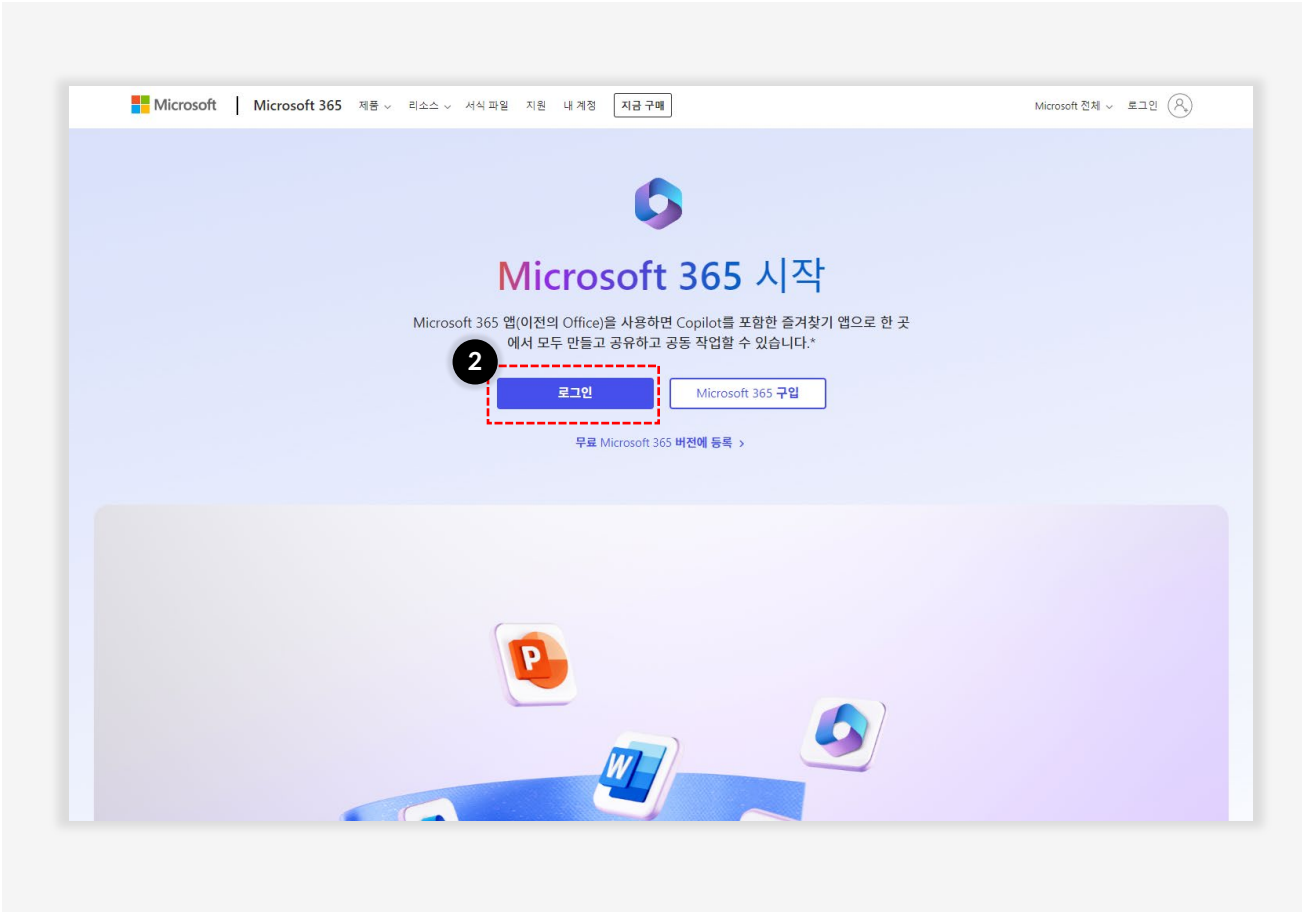 Microsoft | Microsoft 365 제품 리소스 서식 파일 지원 내 계정 지금 구매 Microsoft 전체 로그인
Microsoft 365 시작
Microsoft 365 앱(이전의 Office)을 사용하면 Copilot를 포함한 즐겨찾기 앱으로 한 곳
에서 모두 만들고 공유하고 공동 작업할 수 있습니다.*
2
로그인 Microsoft 365 구입
무료 Microsoft 365 버전에 등록 >
P
W